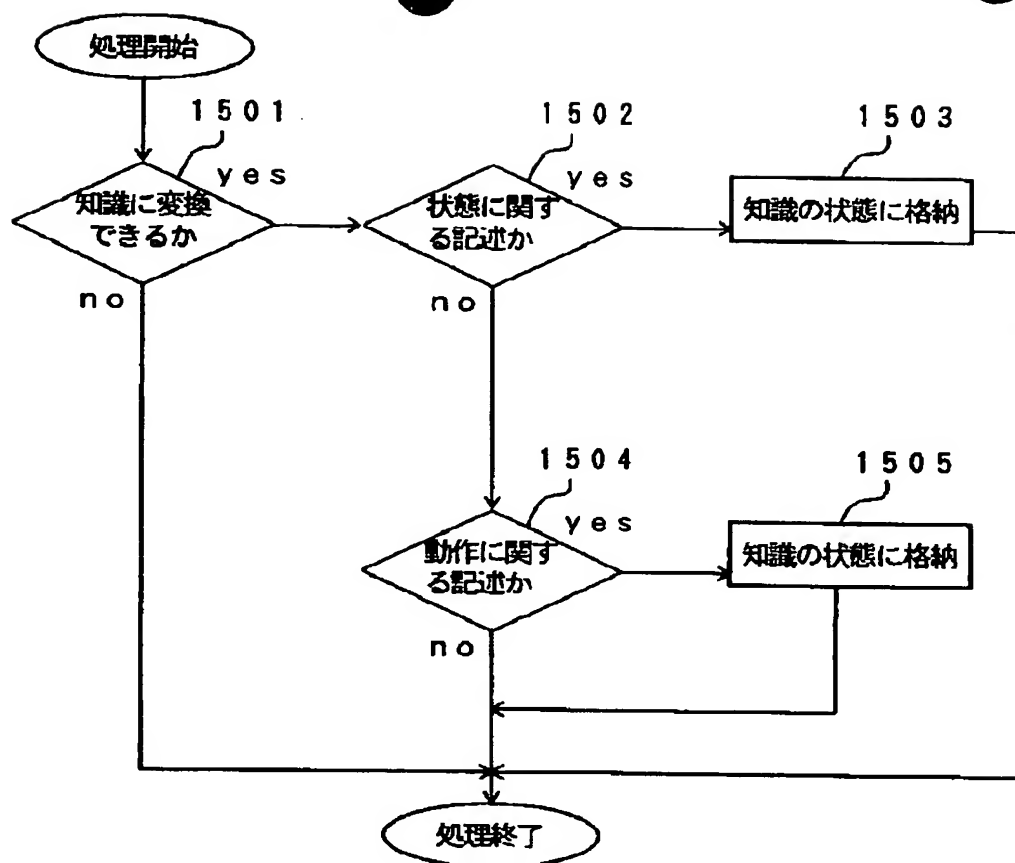 処理開始
1501
yes
知識に変換
できるか
no
1502
yes
状態に関す
る記述か
no
1503
知識の状態に格納
1504
yes
動作に関す
る記述か
no
1505
知識の状態に格納
処理終了